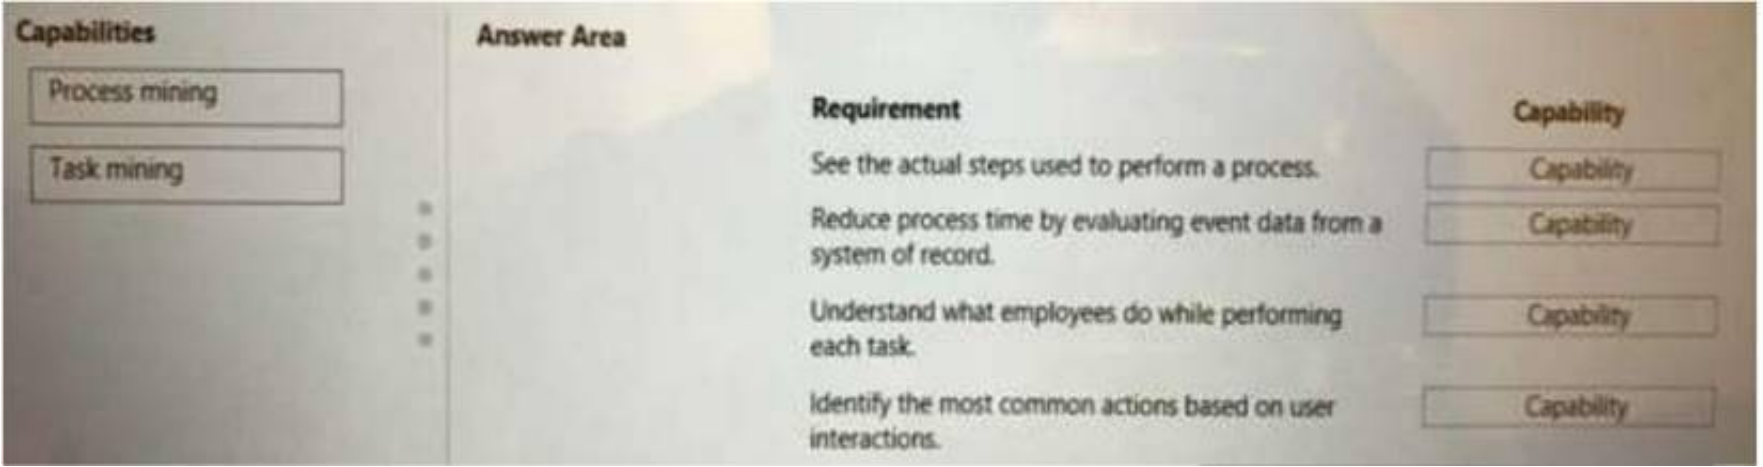 Capabilities
Process mining
Task mining
Answer Area
Requirement
Capability
See the actual steps used to perform a process.
Capability
Reduce process time by evaluating event data from a
system of record.
Capability
Understand what employees do while performing
each task.
Capability
Identify the most common actions based on user
interactions.
Capability